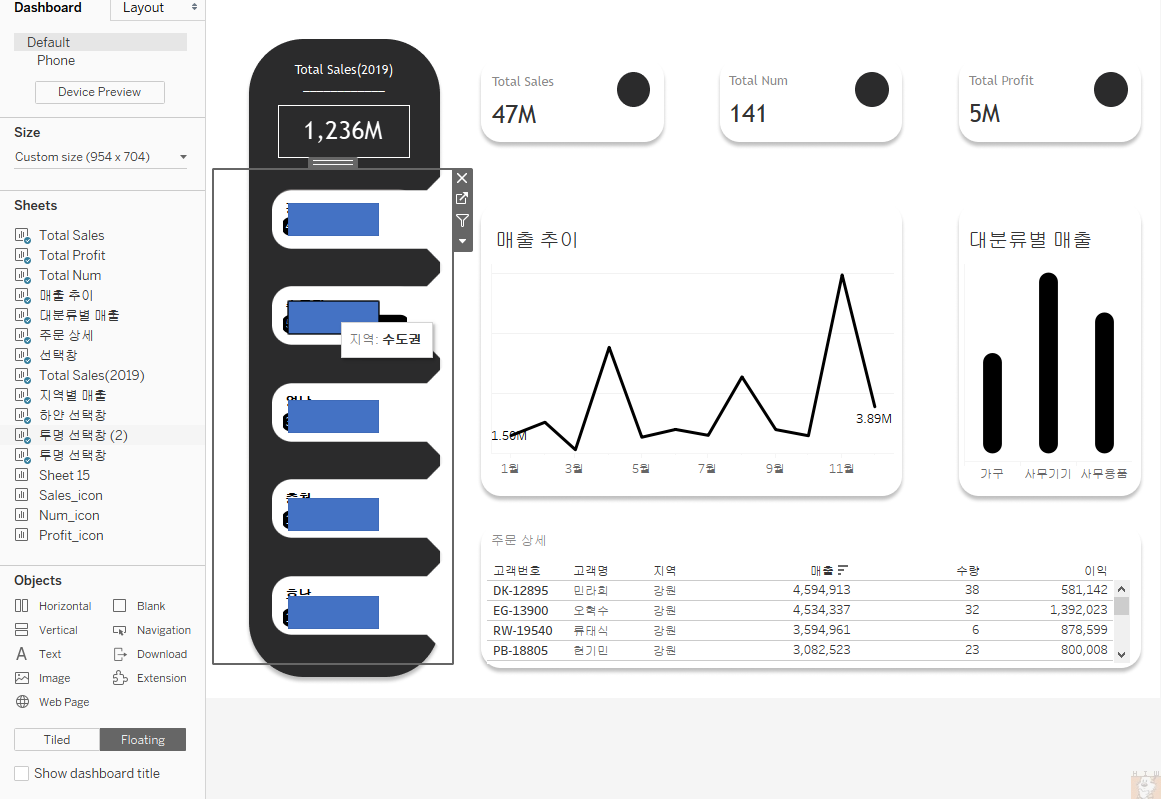 Dashboard
Layout
Default
Phone
Device Preview
Size
Custom size (954 x 704)
Sheets
Total Sales
Total Profit
Total Num
매출 추이
대분류별 매출
주문 상세
선택창
Total Sales(2019)
지역별 매출
하얀 선택창
투명 선택창 (2)
투명 선택창
Sheet 15
Sales_icon
Num_icon
Profit_icon
Objects
Horizontal
Blank
Vertical
Navigation
Text
Download
Image
Extension
Web Page
Tiled
Floating
Show dashboard title
Total Sales(2019)
1,236M
지역: 수도권
Total Sales
47M
Total Num
141
Total Profit
5M
매출 추이
3.89M
1월 3월 5월 7월 9월 11월
대분류별 매출
가구 사무기기 사무용품
주문 상세
고객번호 고객명 지역 매출 수량 이익
DK-12895 민라희 강원 4,594,913 38 581,142
EG-13900 오혁수 강원 4,534,337 32 1,392,023
RW-19540 류태식 강원 3,594,961 6 878,599
PB-18805 현기민 강원 3,082,523 23 800,008